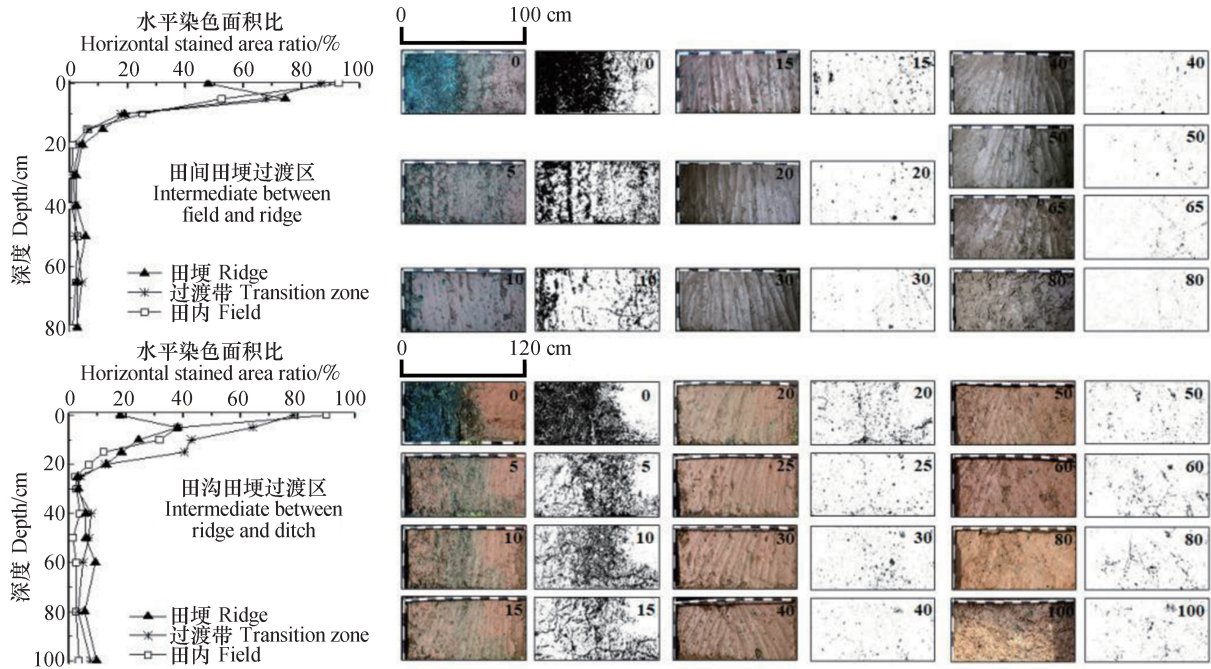 水平染色面积比
Horizontal stained area ratio/%
0 20 40 60 80 100
0
20
40
60
80
深度 Depth/cm
田间田埂过渡区
Intermediate between
field and ridge
田埂 Ridge
过渡带 Transition zone
田内 Field
0 100 cm
0 0 15 15 40 40
50 50
5 5 20 20
65 65
10 10 30 30 80 80
水平染色面积比
Horizontal stained area ratio/%
0 20 40 60 80 100
0
20
40
60
80
100
深度 Depth/cm
田沟田埂过渡区
Intermediate between
ridge and ditch
田埂 Ridge
过渡带 Transition zone
田内 Field
0 120 cm
0 0 20 20 50 50
5 5 25 25 60 60
10 10 30 30 80 80
15 15 40 40 100 100